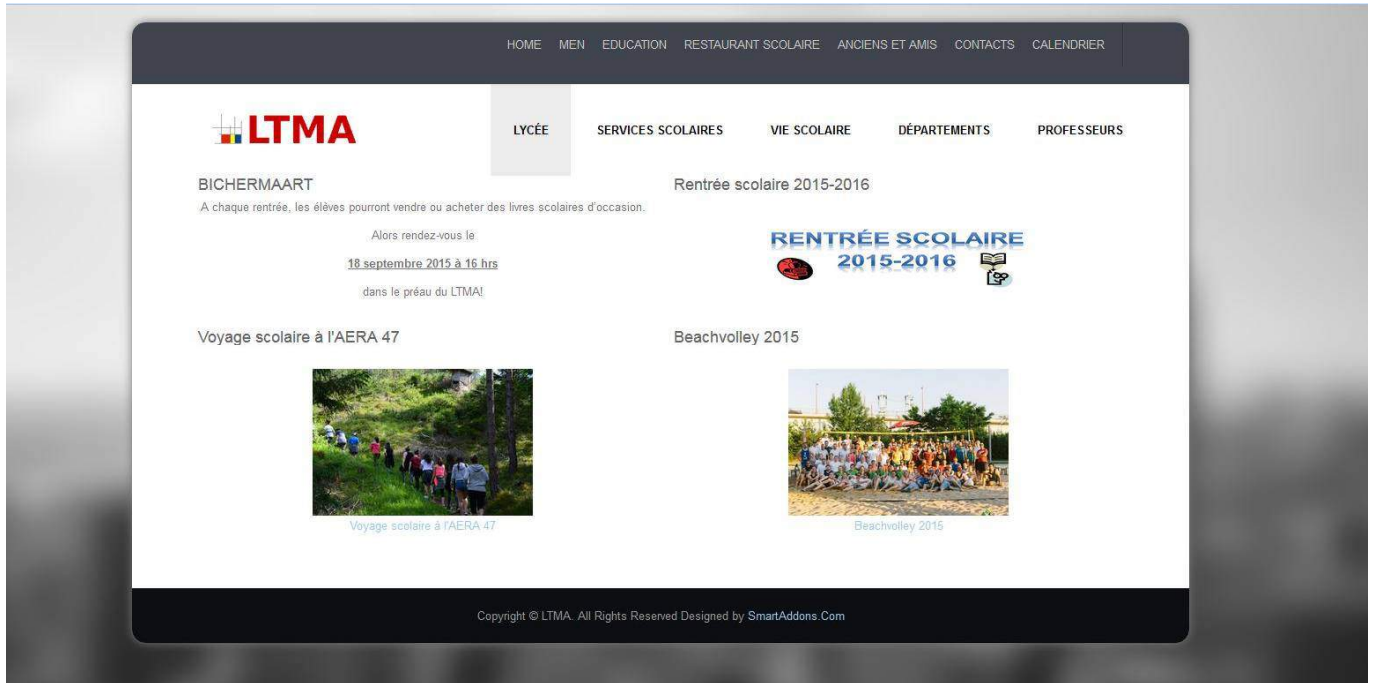 HOME MEN EDUCATION RESTAURANT SCOLAIRE ANCIENS ET AMIS CONTACTS CALENDRIER
LTMA
LYCÉE SERVICES SCOLAIRES VIE SCOLAIRE DÉPARTEMENTS PROFESSEURS
BICHERMAART
A chaque rentrée, les élèves pourront vendre ou acheter des livres scolaires d'occasion.
Alors rendez-vous le
18 septembre 2015 à 16 hrs
dans le préau du LTMA!
Rentrée scolaire 2015-2016
RENTRÉE SCOLAIRE
2015-2016
Voyage scolaire à l'AERA 47
Voyage scolaire à l'AERA 47
Beachvolley 2015
Beachvolley 2015
Copyright © LTMA. All Rights Reserved Designed by SmartAddons.Com